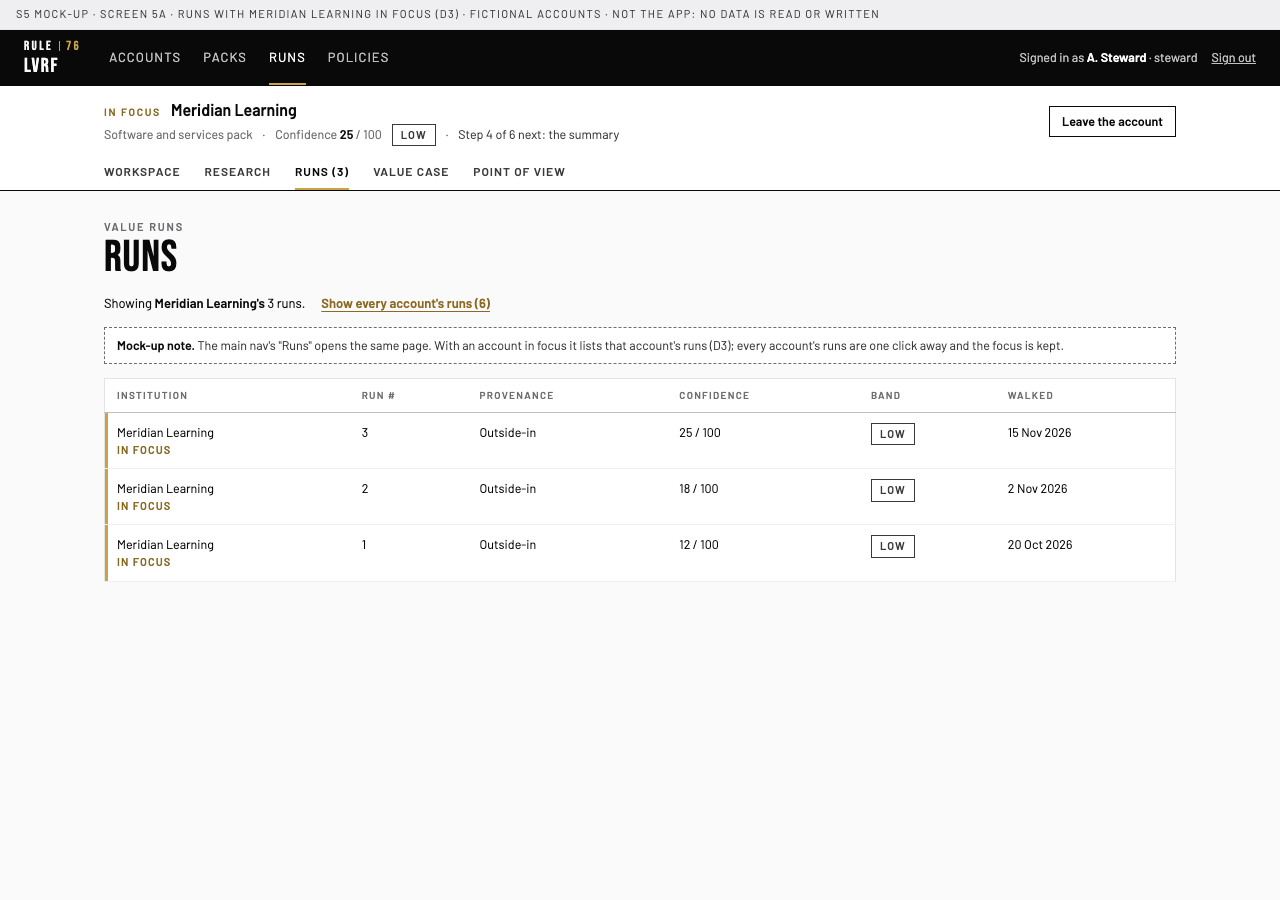 S5 MOCK-UP · SCREEN 5A · RUNS WITH MERIDIAN LEARNING IN FOCUS (D3) · FICTIONAL ACCOUNTS · NOT THE APP: NO DATA IS READ OR WRITTEN
RULE | 76
LVRF
ACCOUNTS PACKS RUNS POLICIES
Signed in as A. Steward · steward Sign out
IN FOCUS Meridian Learning
Software and services pack · Confidence 25 / 100 LOW · Step 4 of 6 next: the summary
Leave the account
WORKSPACE RESEARCH RUNS (3) VALUE CASE POINT OF VIEW
VALUE RUNS
RUNS
Showing Meridian Learning's 3 runs. Show every account's runs (6)
Mock-up note. The main nav's "Runs" opens the same page. With an account in focus it lists that account's runs (D3); every account's runs are one click away and the focus is kept.
INSTITUTION RUN # PROVENANCE CONFIDENCE BAND WALKED
Meridian Learning 3 Outside-in 25 / 100 LOW 15 Nov 2026
IN FOCUS
Meridian Learning 2 Outside-in 18 / 100 LOW 2 Nov 2026
IN FOCUS
Meridian Learning 1 Outside-in 12 / 100 LOW 20 Oct 2026
IN FOCUS